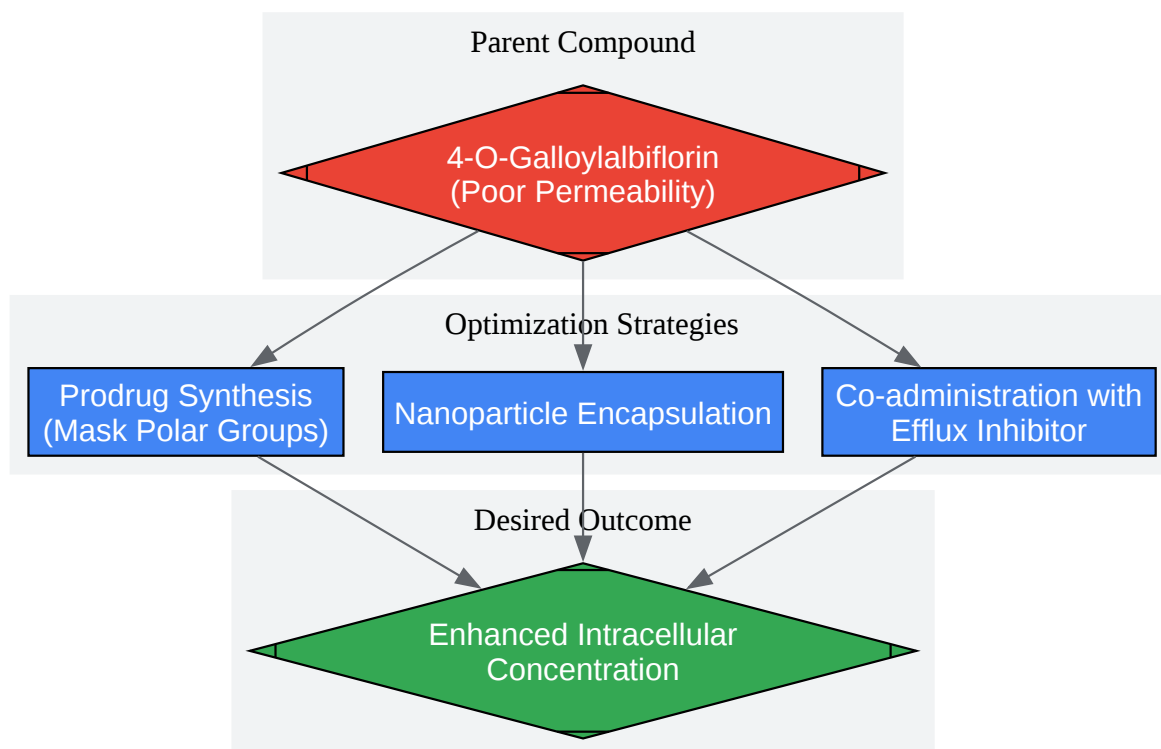 Parent Compound
4-O-Galloylalbiflorin
(Poor Permeability)
Optimization Strategies
Prodrug Synthesis
(Mask Polar Groups)
Nanoparticle Encapsulation
Co-administration with
Efflux Inhibitor
Desired Outcome
Enhanced Intracellular
Concentration